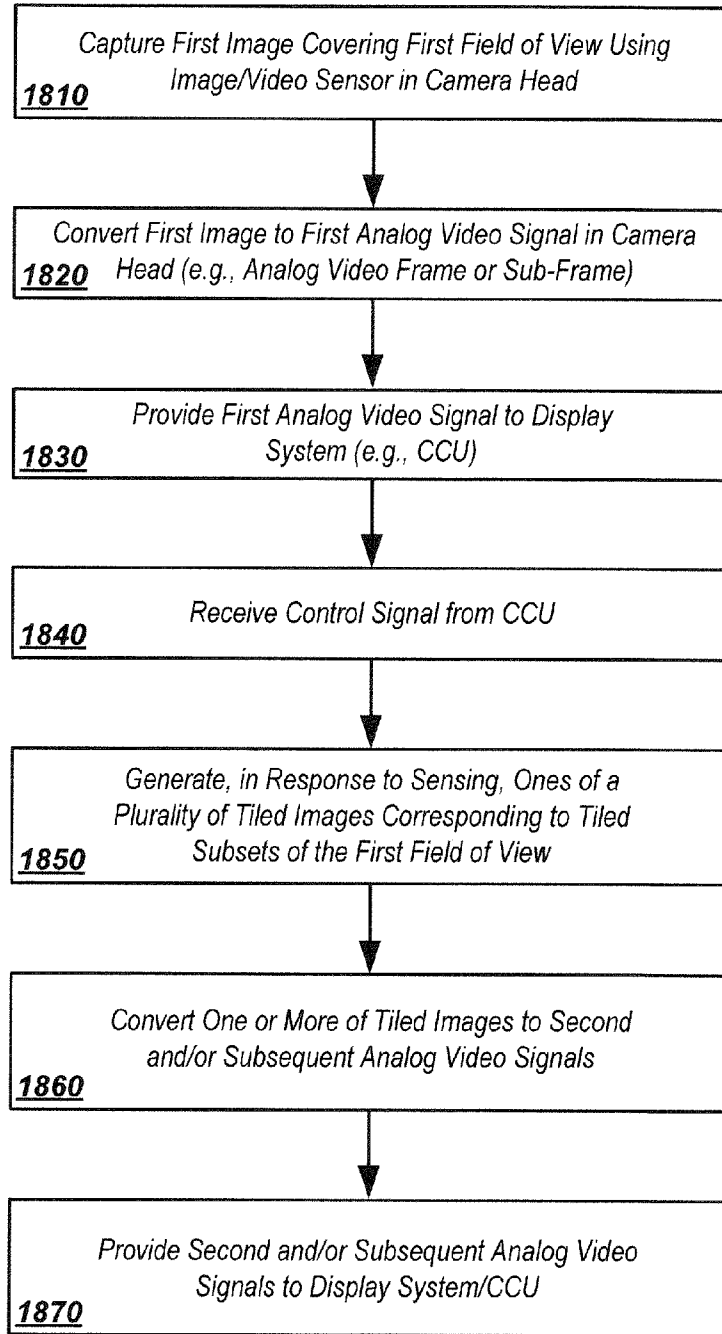 Capture First Image Covering First Field of View Using
Image/Video Sensor in Camera Head
1810
Convert First Image to First Analog Video Signal in Camera
Head (e.g., Analog Video Frame or Sub-Frame)
1820
Provide First Analog Video Signal to Display
System (e.g., CCU)
1830
Receive Control Signal from CCU
1840
Generate, in Response to Sensing, Ones of a
Plurality of Tiled Images Corresponding to Tiled
Subsets of the First Field of View
1850
Convert One or More of Tiled Images to Second
and/or Subsequent Analog Video Signals
1860
Provide Second and/or Subsequent Analog Video
Signals to Display System/CCU
1870